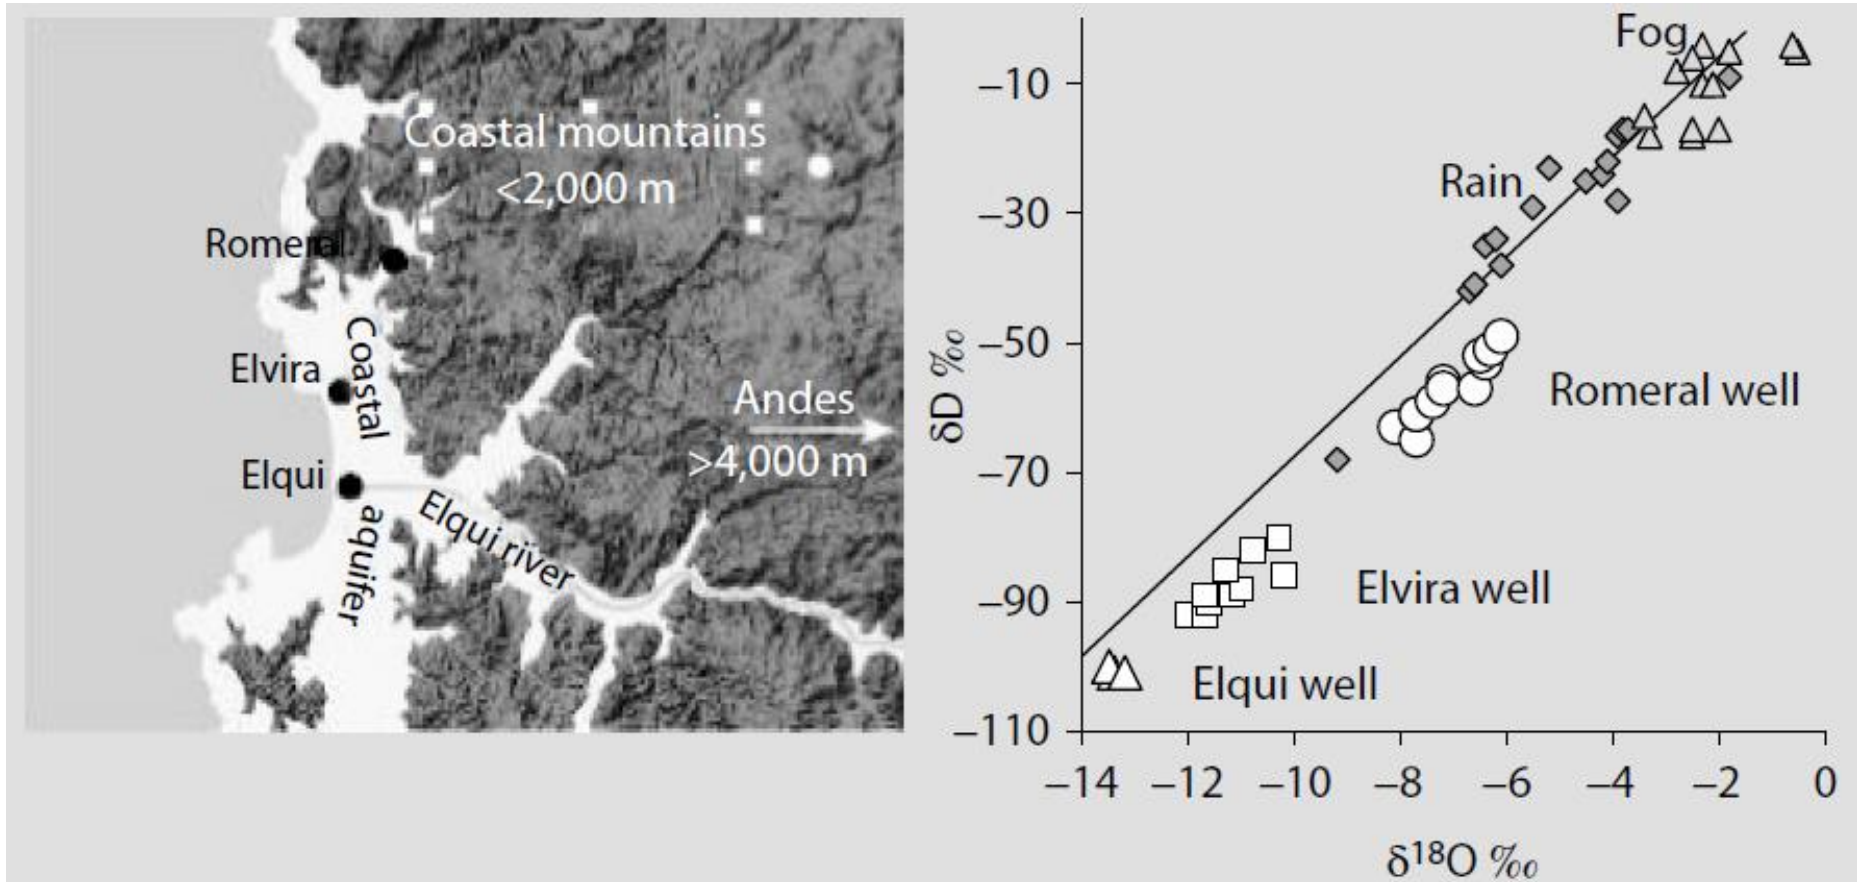 Coastal mountains
<2,000 m
Romeral
Coastal
Elvira
Andes
>4,000 m
Elqui
Elqui river
aquifer
Fog
Rain
Romeral well
Elvira well
Elqui well
δD ‰
–10
–30
–50
–70
–90
–110
–14 –12 –10 –8 –6 –4 –2 0
δ¹⁸O ‰